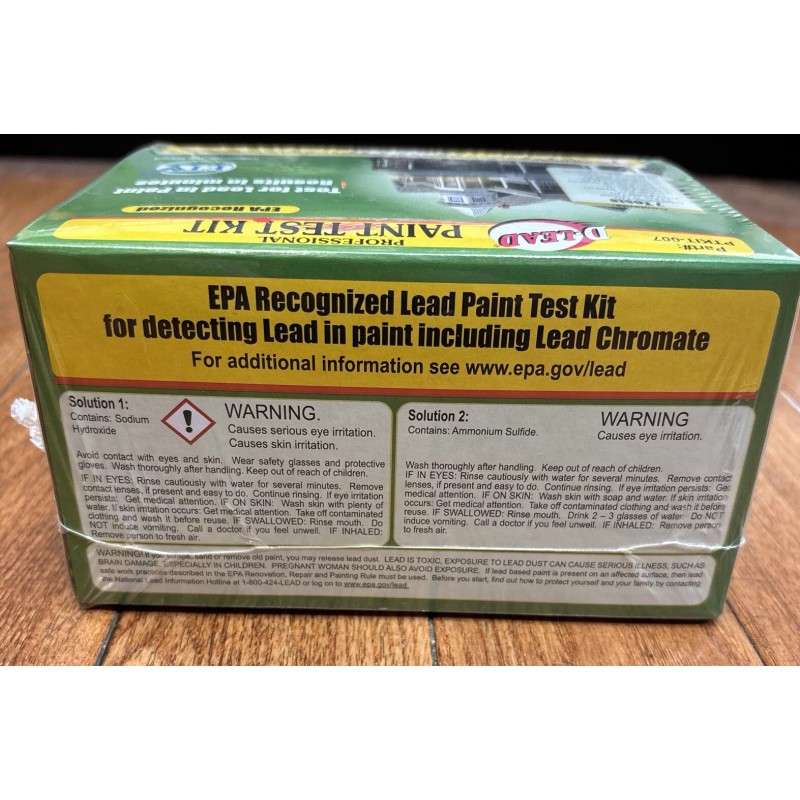 Test for Lead for Paint
Results in minutes
EPA Recognized
PROFESSIONAL
PAINT TEST KIT
D-LEAD
Part#:
PTKIT-007
EPA Recognized Lead Paint Test Kit
for detecting Lead in paint including Lead Chromate
For additional information see www.epa.gov/lead
Solution 1:
Contains: Sodium
Hydroxide
WARNING.
Causes serious eye irritation.
Causes skin irritation.
Avoid contact with eyes and skin. Wear safety glasses and protective
gloves. Wash thoroughly after handling. Keep out of reach of children.
IF IN EYES: Rinse cautiously with water for several minutes. Remove
contact lenses, if present and easy to do. Continue rinsing. If eye irritation
persists: Get medical attention. IF ON SKIN: Wash skin with plenty of
water. If skin irritation occurs: Get medical attention. Take off contaminated
clothing and wash it before reuse. IF SWALLOWED: Rinse mouth. Do
NOT induce vomiting. Call a doctor if you feel unwell. IF INHALED:
Remove person to fresh air.
Solution 2:
Contains: Ammonium Sulfide.
WARNING
Causes eye irritation.
Wash thoroughly after handling. Keep out of reach of children.
IF IN EYES: Rinse cautiously with water for several minutes. Remove contact
lenses, if present and easy to do. Continue rinsing. If eye irritation persists: Get
medical attention. IF ON SKIN: Wash skin with soap and water. If skin irritation
occurs: Get medical attention. Take off contaminated clothing and wash it before
reuse. IF SWALLOWED: Rinse mouth. Drink 2 – 3 glasses of water. Do NOT
induce vomiting. Call a doctor if you feel unwell. IF INHALED: Remove person
to fresh air.
WARNING! If you scrape, sand or remove old paint, you may release lead dust. LEAD IS TOXIC. EXPOSURE TO LEAD DUST CAN CAUSE SERIOUS ILLNESS, SUCH AS
BRAIN DAMAGE, ESPECIALLY IN CHILDREN. PREGNANT WOMAN SHOULD ALSO AVOID EXPOSURE. If lead based paint is present on an affected surface, then lead
safe work practices described in the EPA Renovation, Repair and Painting Rule must be used. Before you start, find out how to protect yourself and your family by contacting
the National Lead Information Hotline at 1-800-424-LEAD or log on to www.epa.gov/lead.